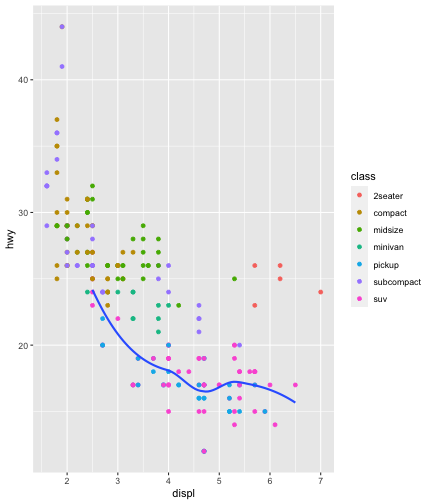 40
30
20
hwy
2
3
4
5
6
7
displ
class
2seater
compact
midsize
minivan
pickup
subcompact
suv